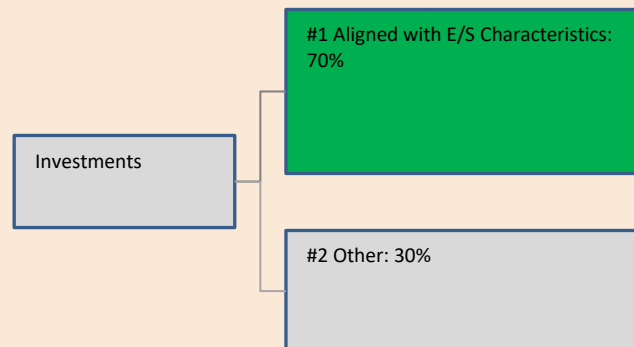 #1 Aligned with E/S Characteristics:
70%
Investments
#2 Other: 30%